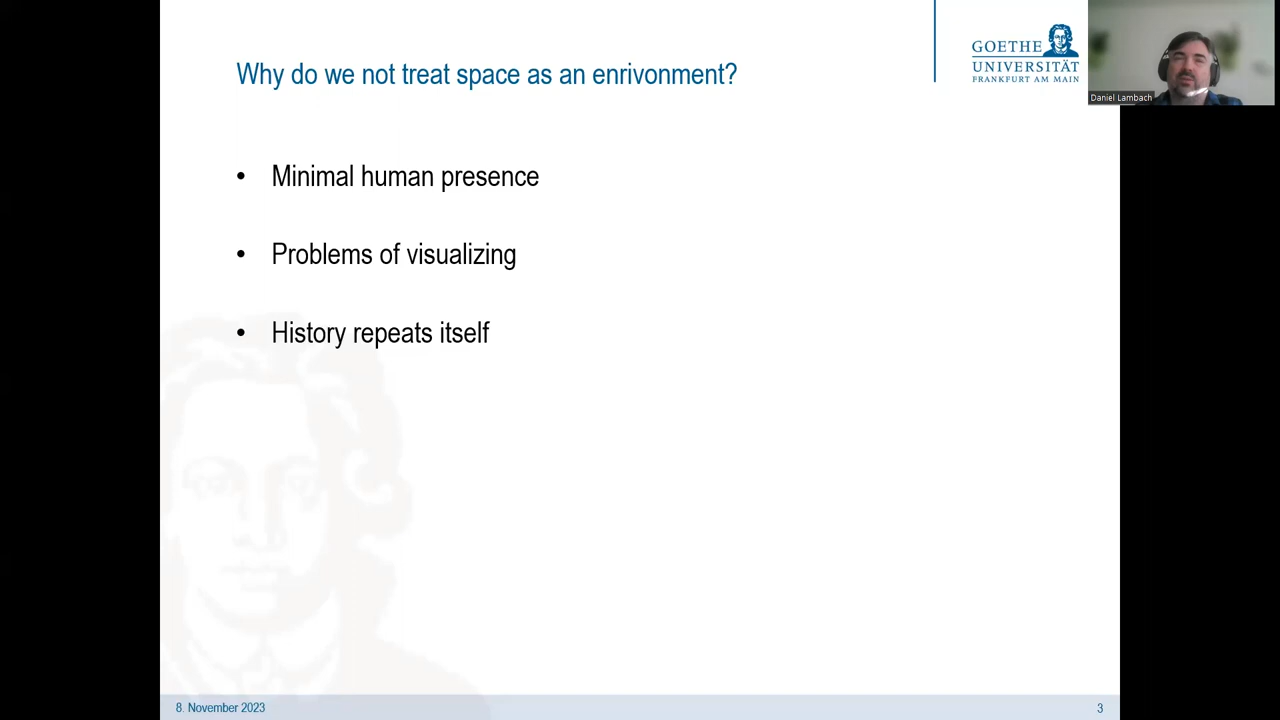 Why do we not treat space as an enrivonment?
GOETHE
UNIVERSITÄT
FRANKFURT AM MAIN
Daniel Lambach
• Minimal human presence
• Problems of visualizing
• History repeats itself
8. November 2023
3